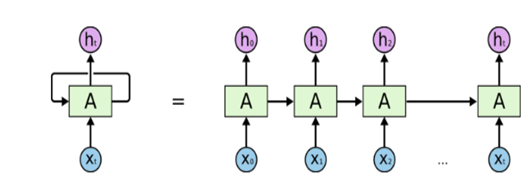 hₜ h₀ h₁ h₂ hₜ
A = A A A A
xₜ x₀ x₁ x₂ ... xₜ